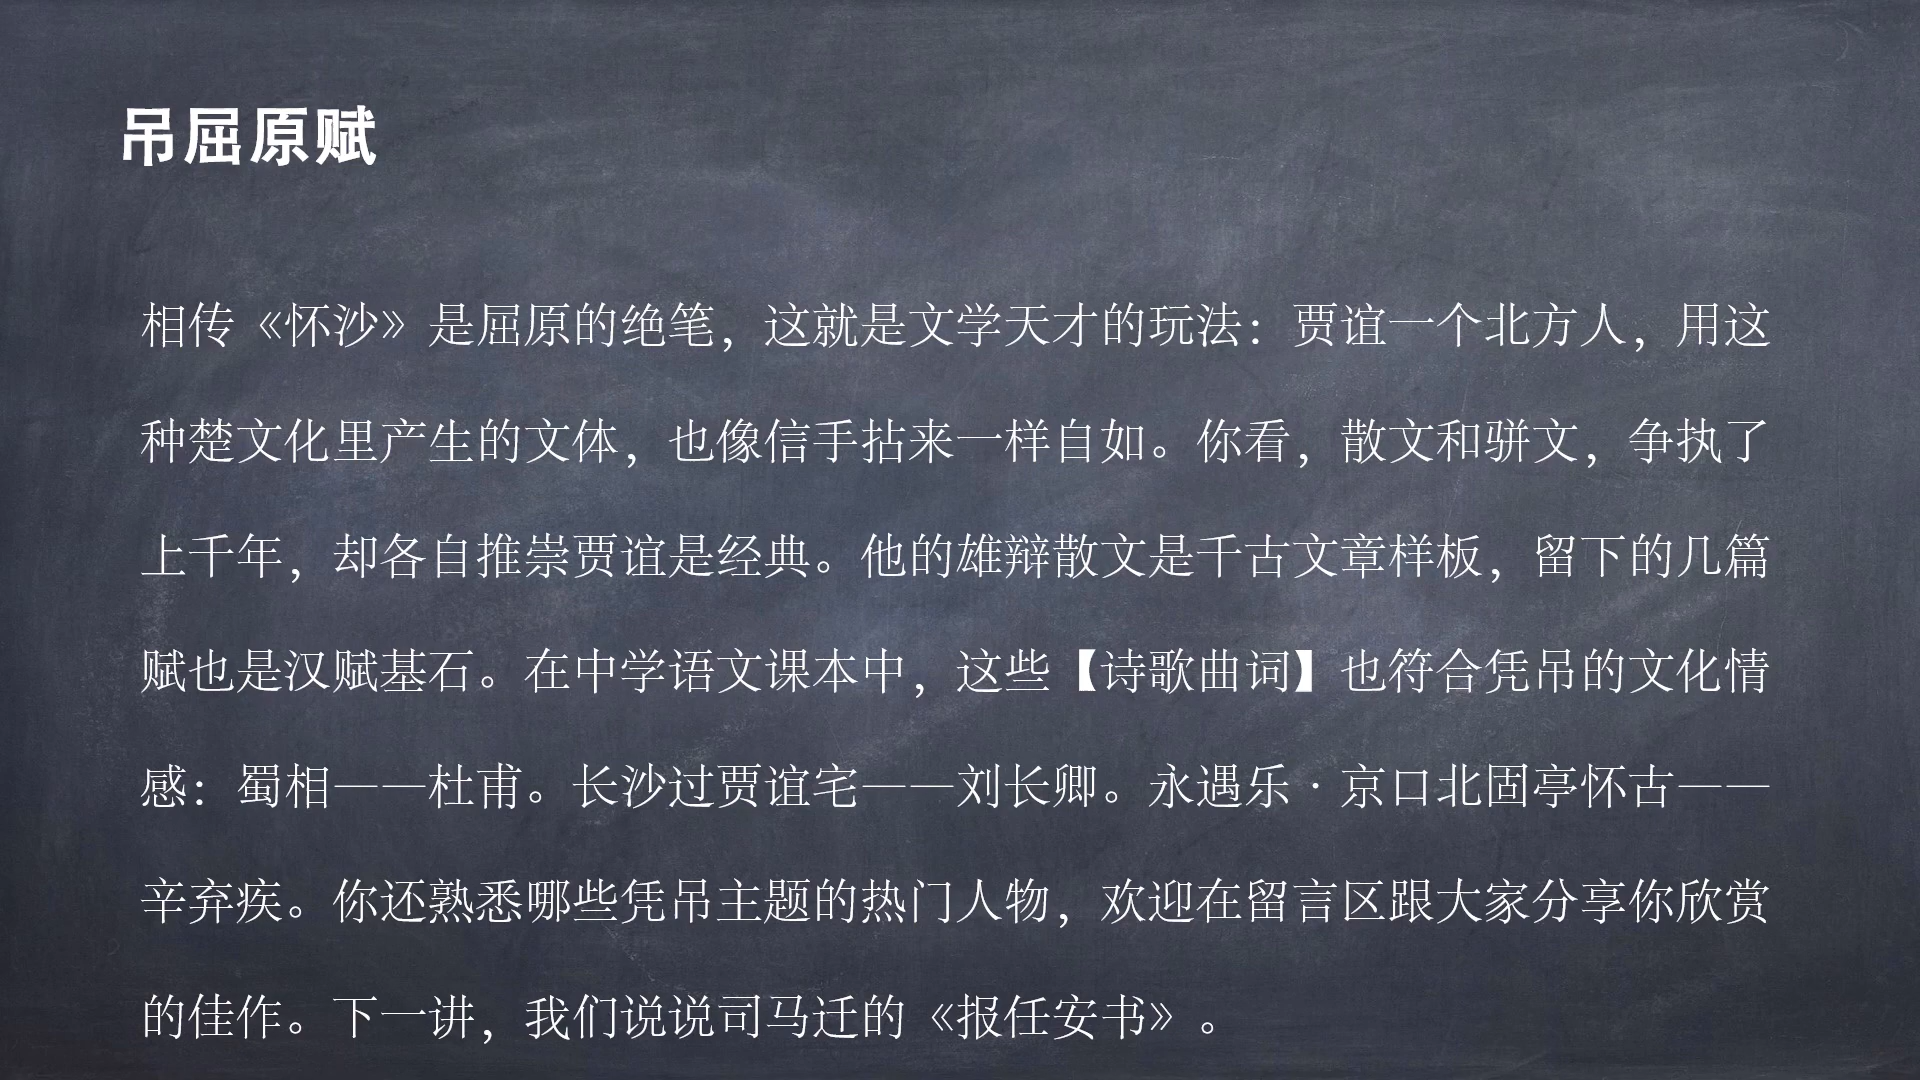 吊屈原赋
相传《怀沙》是屈原的绝笔，这就是文学天才的玩法：贾谊一个北方人，用这
种楚文化里产生的文体，也像信手拈来一样自如。你看，散文和骈文，争执了
上千年，却各自推崇贾谊是经典。他的雄辩散文是千古文章样板，留下的几篇
赋也是汉赋基石。在中学语文课本中，这些【诗歌曲词】也符合凭吊的文化情
感：蜀相——杜甫。长沙过贾谊宅——刘长卿。永遇乐·京口北固亭怀古——
辛弃疾。你还熟悉哪些凭吊主题的热门人物，欢迎在留言区跟大家分享你欣赏
的佳作。下一讲，我们说说司马迁的《报任安书》。